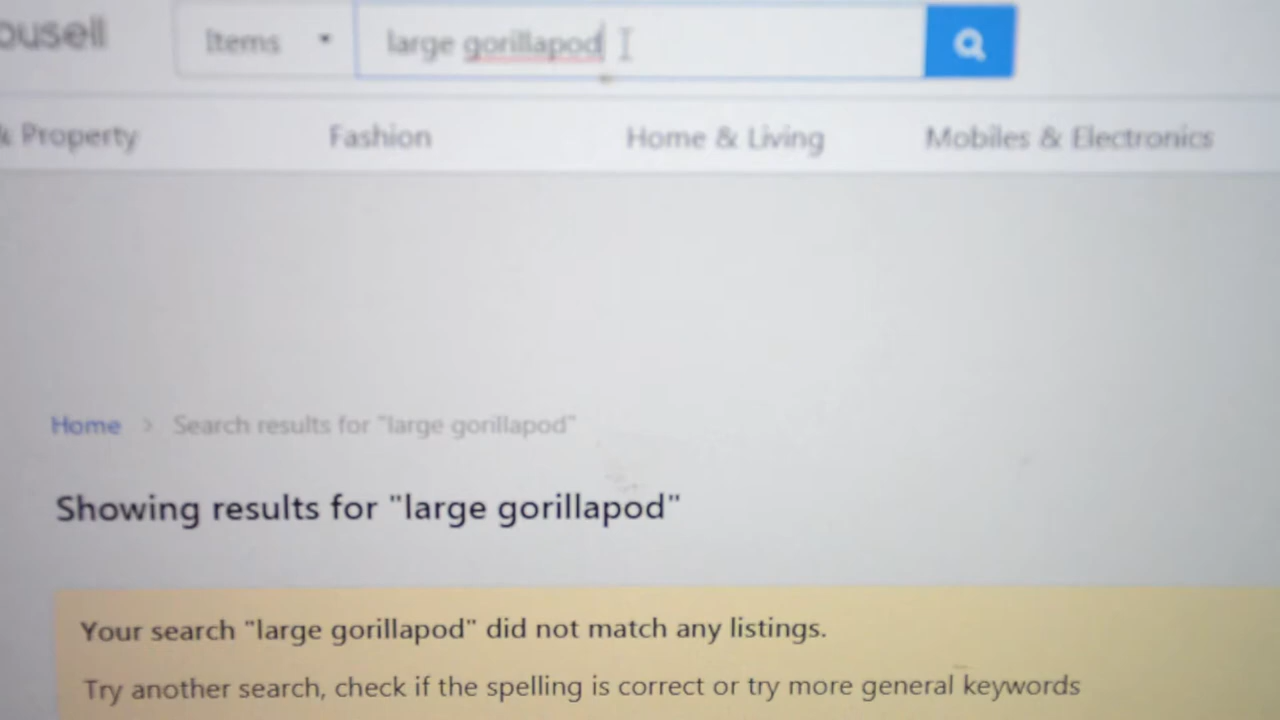 ousell Items large gorillapod
& Property Fashion Home & Living Mobiles & Electronics
Home > Search results for "large gorillapod"
Showing results for "large gorillapod"
Your search "large gorillapod" did not match any listings.
Try another search, check if the spelling is correct or try more general keywords